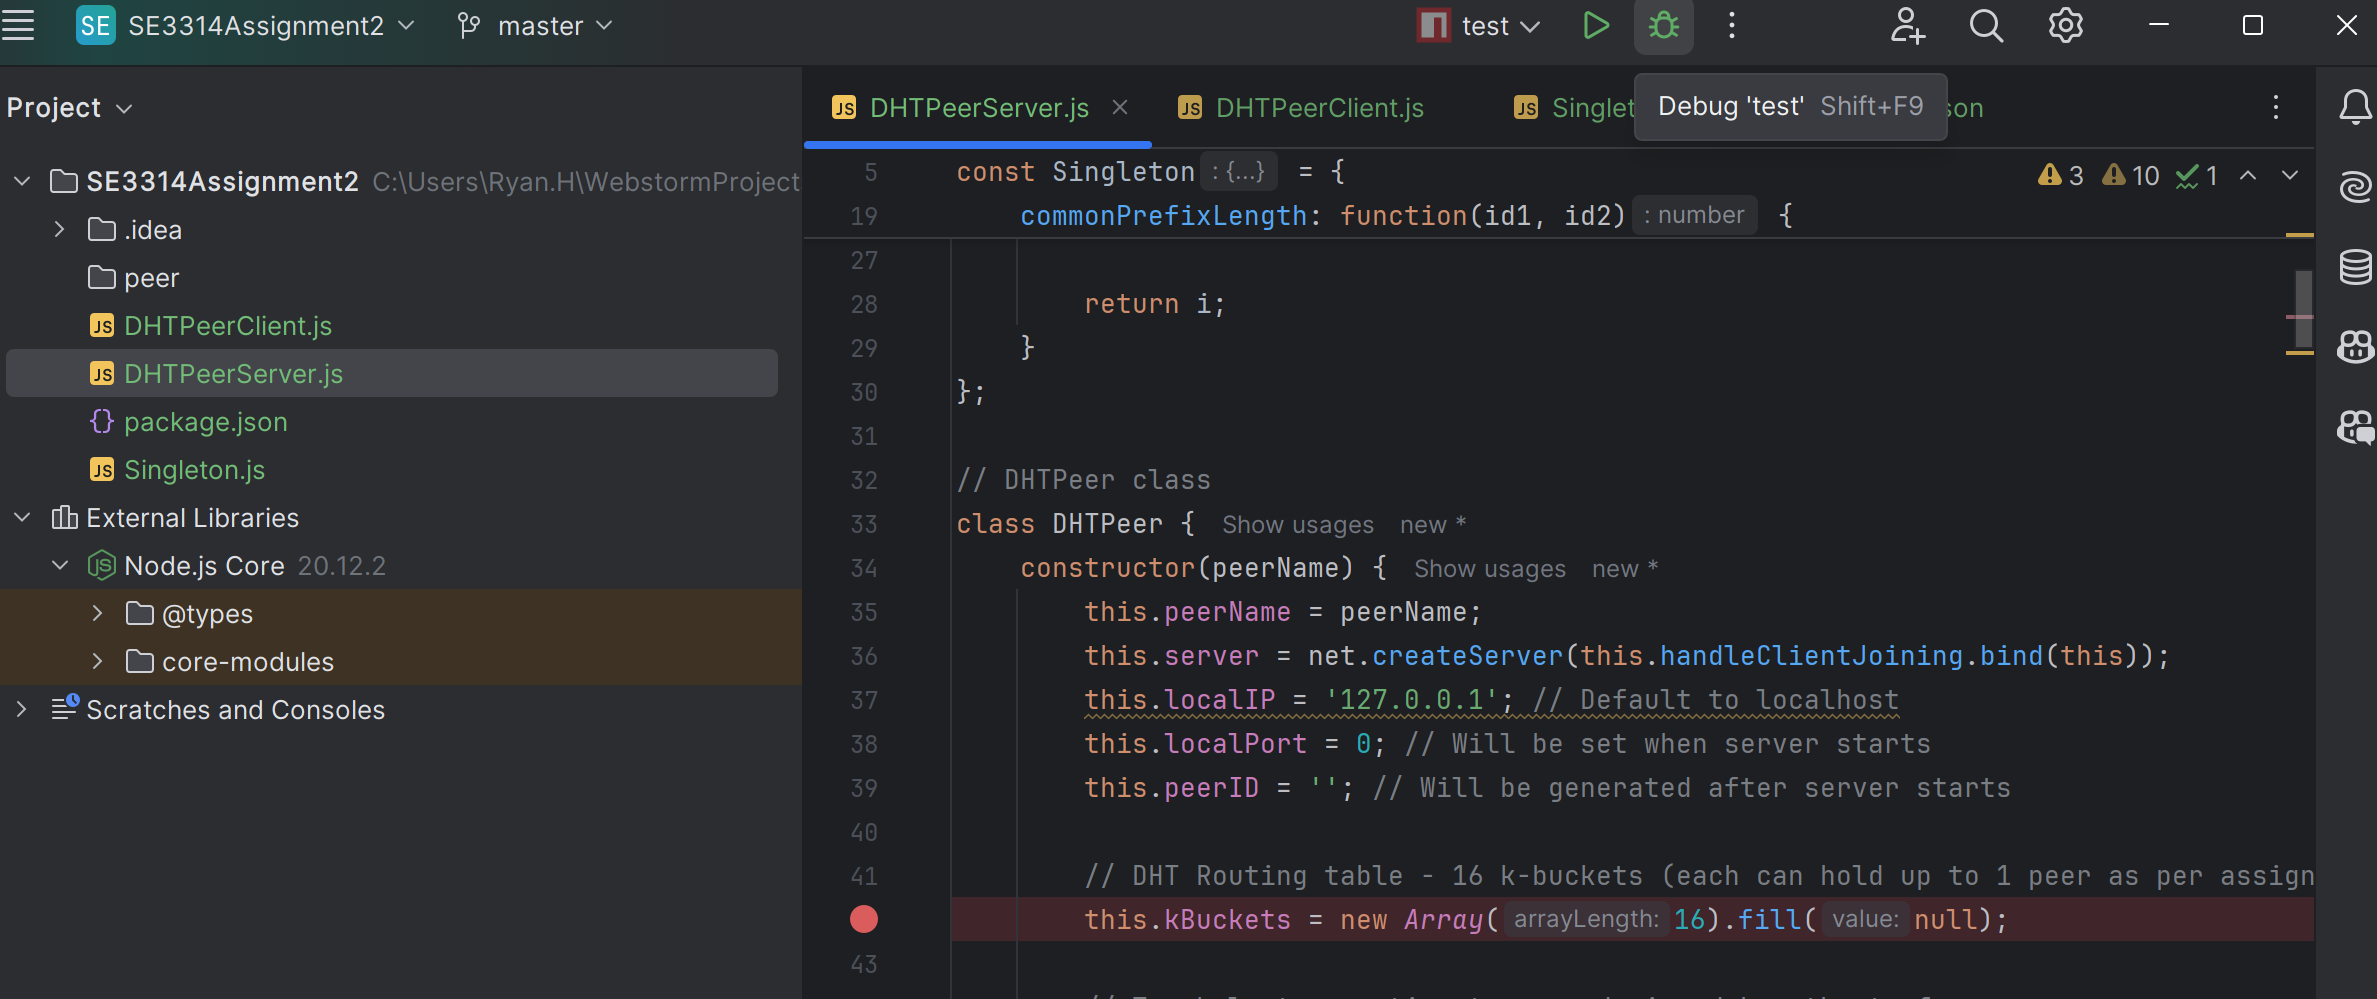 SE SE3314Assignment2 master test
Project
DHTPeerServer.js DHTPeerClient.js Singlet Debug 'test' Shift+F9 son
SE3314Assignment2 C:\Users\Ryan.H\WebstormProject
.idea
peer
JS DHTPeerClient.js
JS DHTPeerServer.js
{} package.json
JS Singleton.js
External Libraries
Node.js Core 20.12.2
@types
core-modules
Scratches and Consoles
5 const Singleton : {...} = {
3 10 1
19 commonPrefixLength: function(id1, id2) : number {
27
28 return i;
29 }
30 };
31
32 // DHTPeer class
33 class DHTPeer { Show usages new *
34 constructor(peerName) { Show usages new *
35 this.peerName = peerName;
36 this.server = net.createServer(this.handleClientJoining.bind(this));
37 this.localIP = '127.0.0.1'; // Default to localhost
38 this.localPort = 0; // Will be set when server starts
39 this.peerID = ''; // Will be generated after server starts
40
41 // DHT Routing table - 16 k-buckets (each can hold up to 1 peer as per assign
this.kBuckets = new Array( arrayLength: 16).fill( value: null);
43